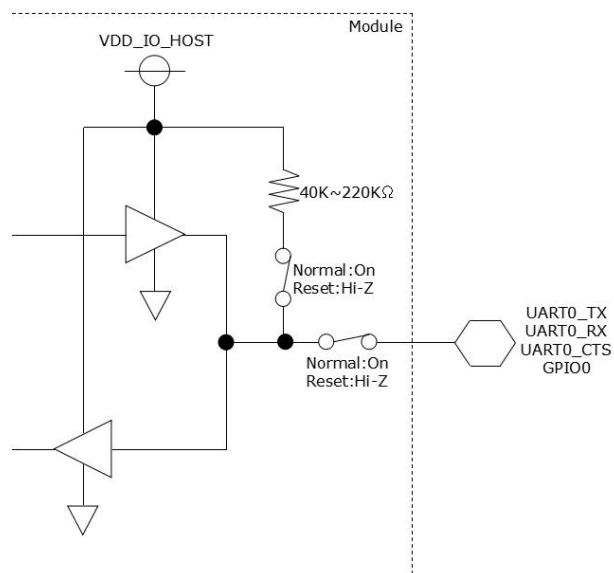 Module
VDD_IO_HOST
40K~220KΩ
Normal:On
Reset:Hi-Z
Normal:On
Reset:Hi-Z
UART0_TX
UART0_RX
UART0_CTS
GPIO0